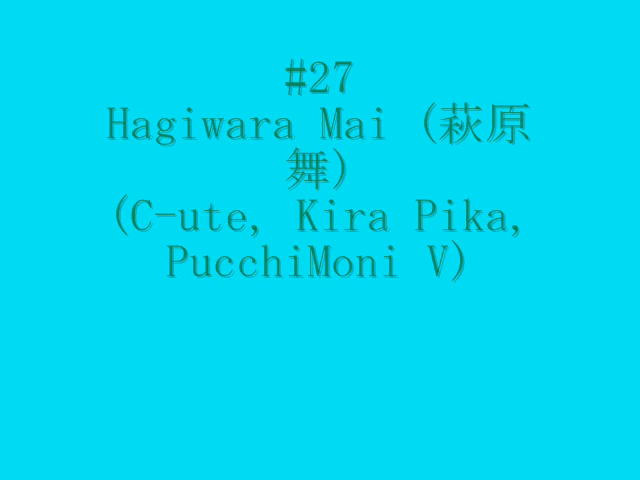 #27
Hagiwara Mai (萩原
舞)
(C-ute, Kira Pika,
PucchiMoni V)